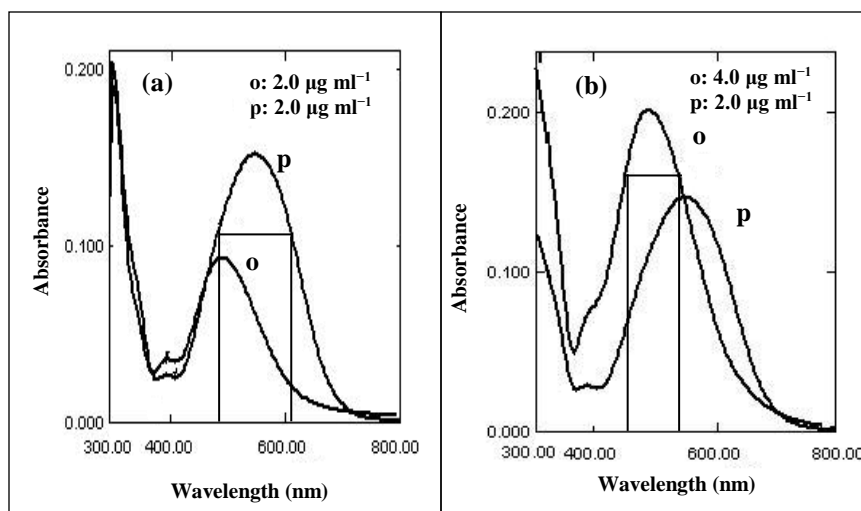 (a)
o: 2.0 µg ml⁻¹
p: 2.0 µg ml⁻¹
0.200
0.100
0.000
Absorbance
p
o
300.00 400.00 600.00 800.00
Wavelength (nm)
(b)
o: 4.0 µg ml⁻¹
p: 2.0 µg ml⁻¹
0.200
0.100
0.000
Absorbance
o
p
300.00 400.00 600.00 800.00
Wavelength (nm)